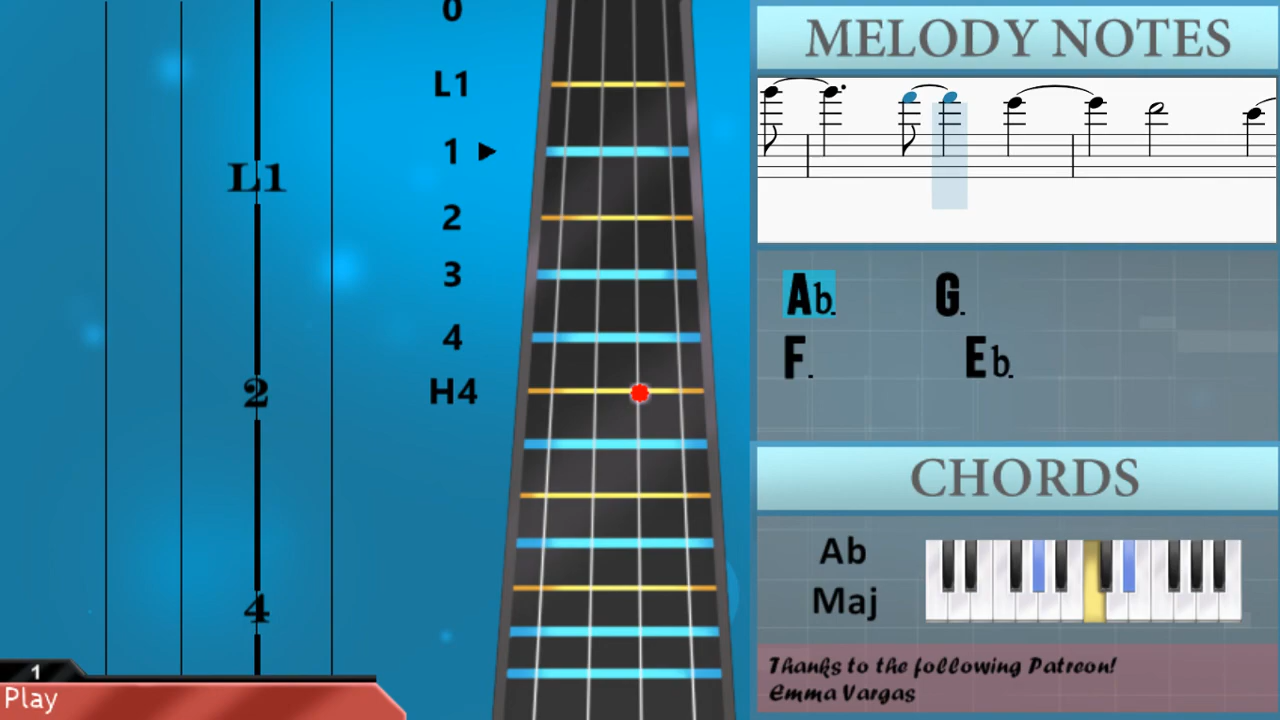 0
L1
1
2
3
4
H4
L1
2
4
1
Play
MELODY NOTES
Ab.
G.
F.
Eb.
CHORDS
Ab
Maj
Thanks to the following Patreon!
Emma Vargas